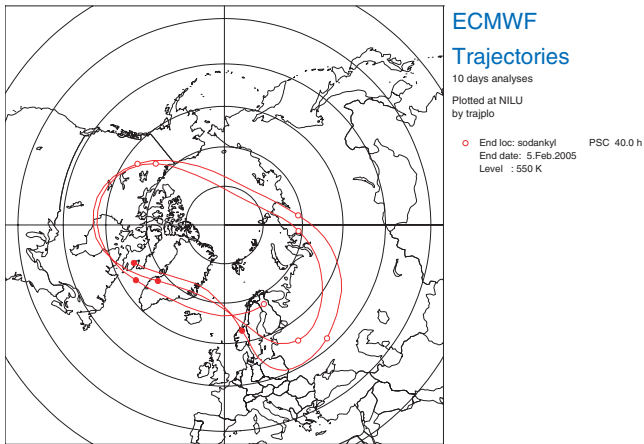 ECMWF
Trajectories
10 days analyses
Plotted at NILU
by trajplo
End loc: sodankyl PSC 40.0 h
End date: 5.Feb.2005
Level : 550 K